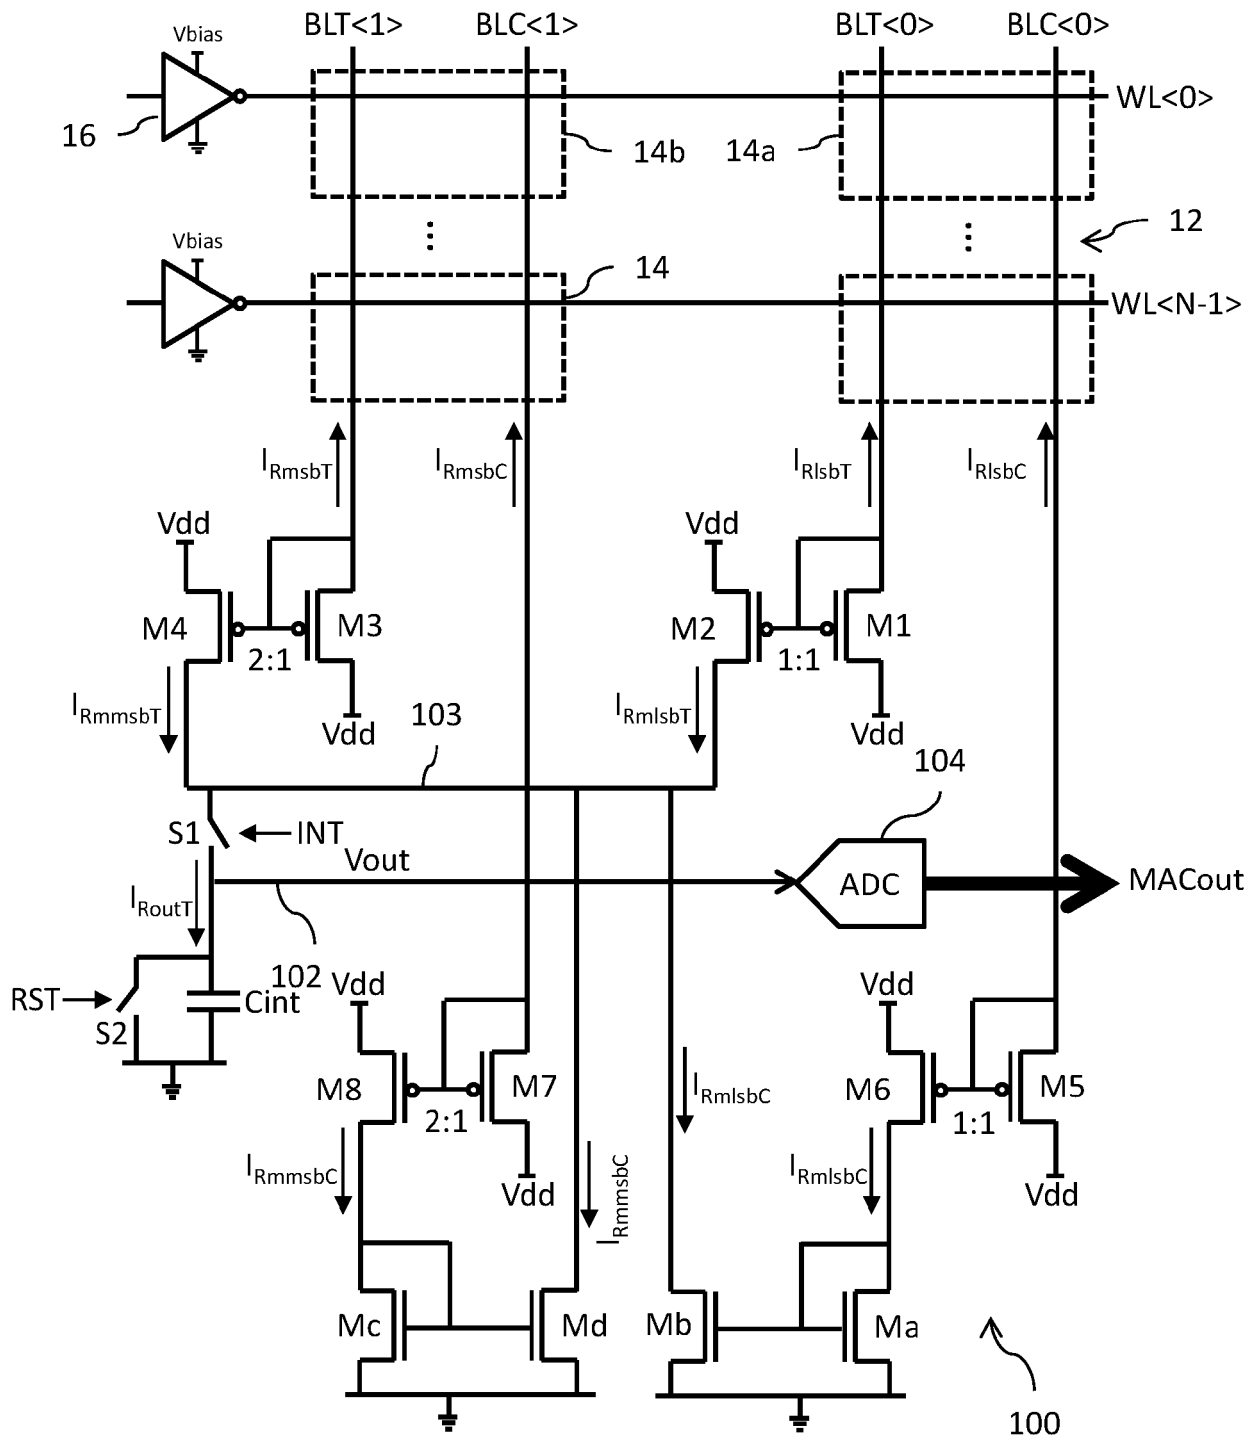 BLT<1> BLC<1> BLT<0> BLC<0>
Vbias
16
14b 14a
WL<0>
12
Vbias
14
WL<N-1>
IRmsbT IRmsbC IRlsbT IRlsbC
Vdd Vdd
M4 M3 M2 M1
2:1 1:1
IRmmsbT IRmlsbT
103
Vdd Vdd
104
S1 INT
Vout
ADC
MACout
IRoutT
102
RST
S2
Cint
Vdd Vdd
M8 M7 M6 M5
2:1 1:1
IRmlsbC
IRmmsbC
IRmmsbC
IRmlsbC
Vdd Vdd
Mc Md Mb Ma
100